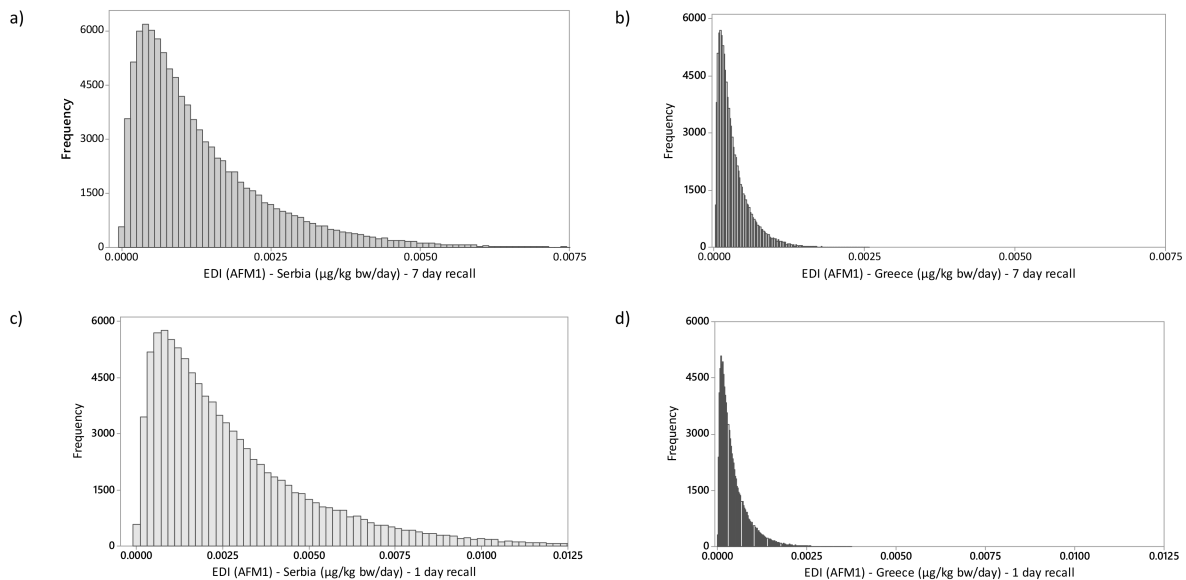 a)
6000
4500
3000
1500
0
Frequency
0.0000 0.0025 0.0050 0.0075
EDI (AFM1) - Serbia (µg/kg bw/day) - 7 day recall
b)
6000
4500
3000
1500
0
Frequency
0.0000 0.0025 0.0050 0.0075
EDI (AFM1) - Greece (µg/kg bw/day) - 7 day recall
c)
6000
4500
3000
1500
0
Frequency
0.0000 0.0025 0.0050 0.0075 0.0100 0.0125
EDI (AFM1) - Serbia (µg/kg bw/day) - 1 day recall
d)
6000
4500
3000
1500
0
Frequency
0.0000 0.0025 0.0050 0.0075 0.0100 0.0125
EDI (AFM1) - Greece (µg/kg bw/day) - 1 day recall